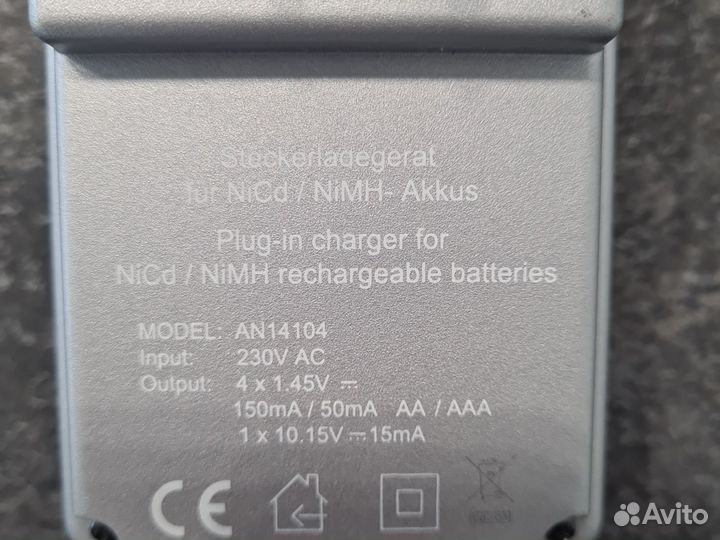 Steckerladegerät
für NiCd / NiMH- Akkus
Plug-in charger for
NiCd / NiMH rechargeable batteries
MODEL: AN14104
Input: 230V AC
Output: 4 x 1.45V ⎓
150mA / 50mA AA / AAA
1 x 10.15V ⎓ 15mA
CE
Avito